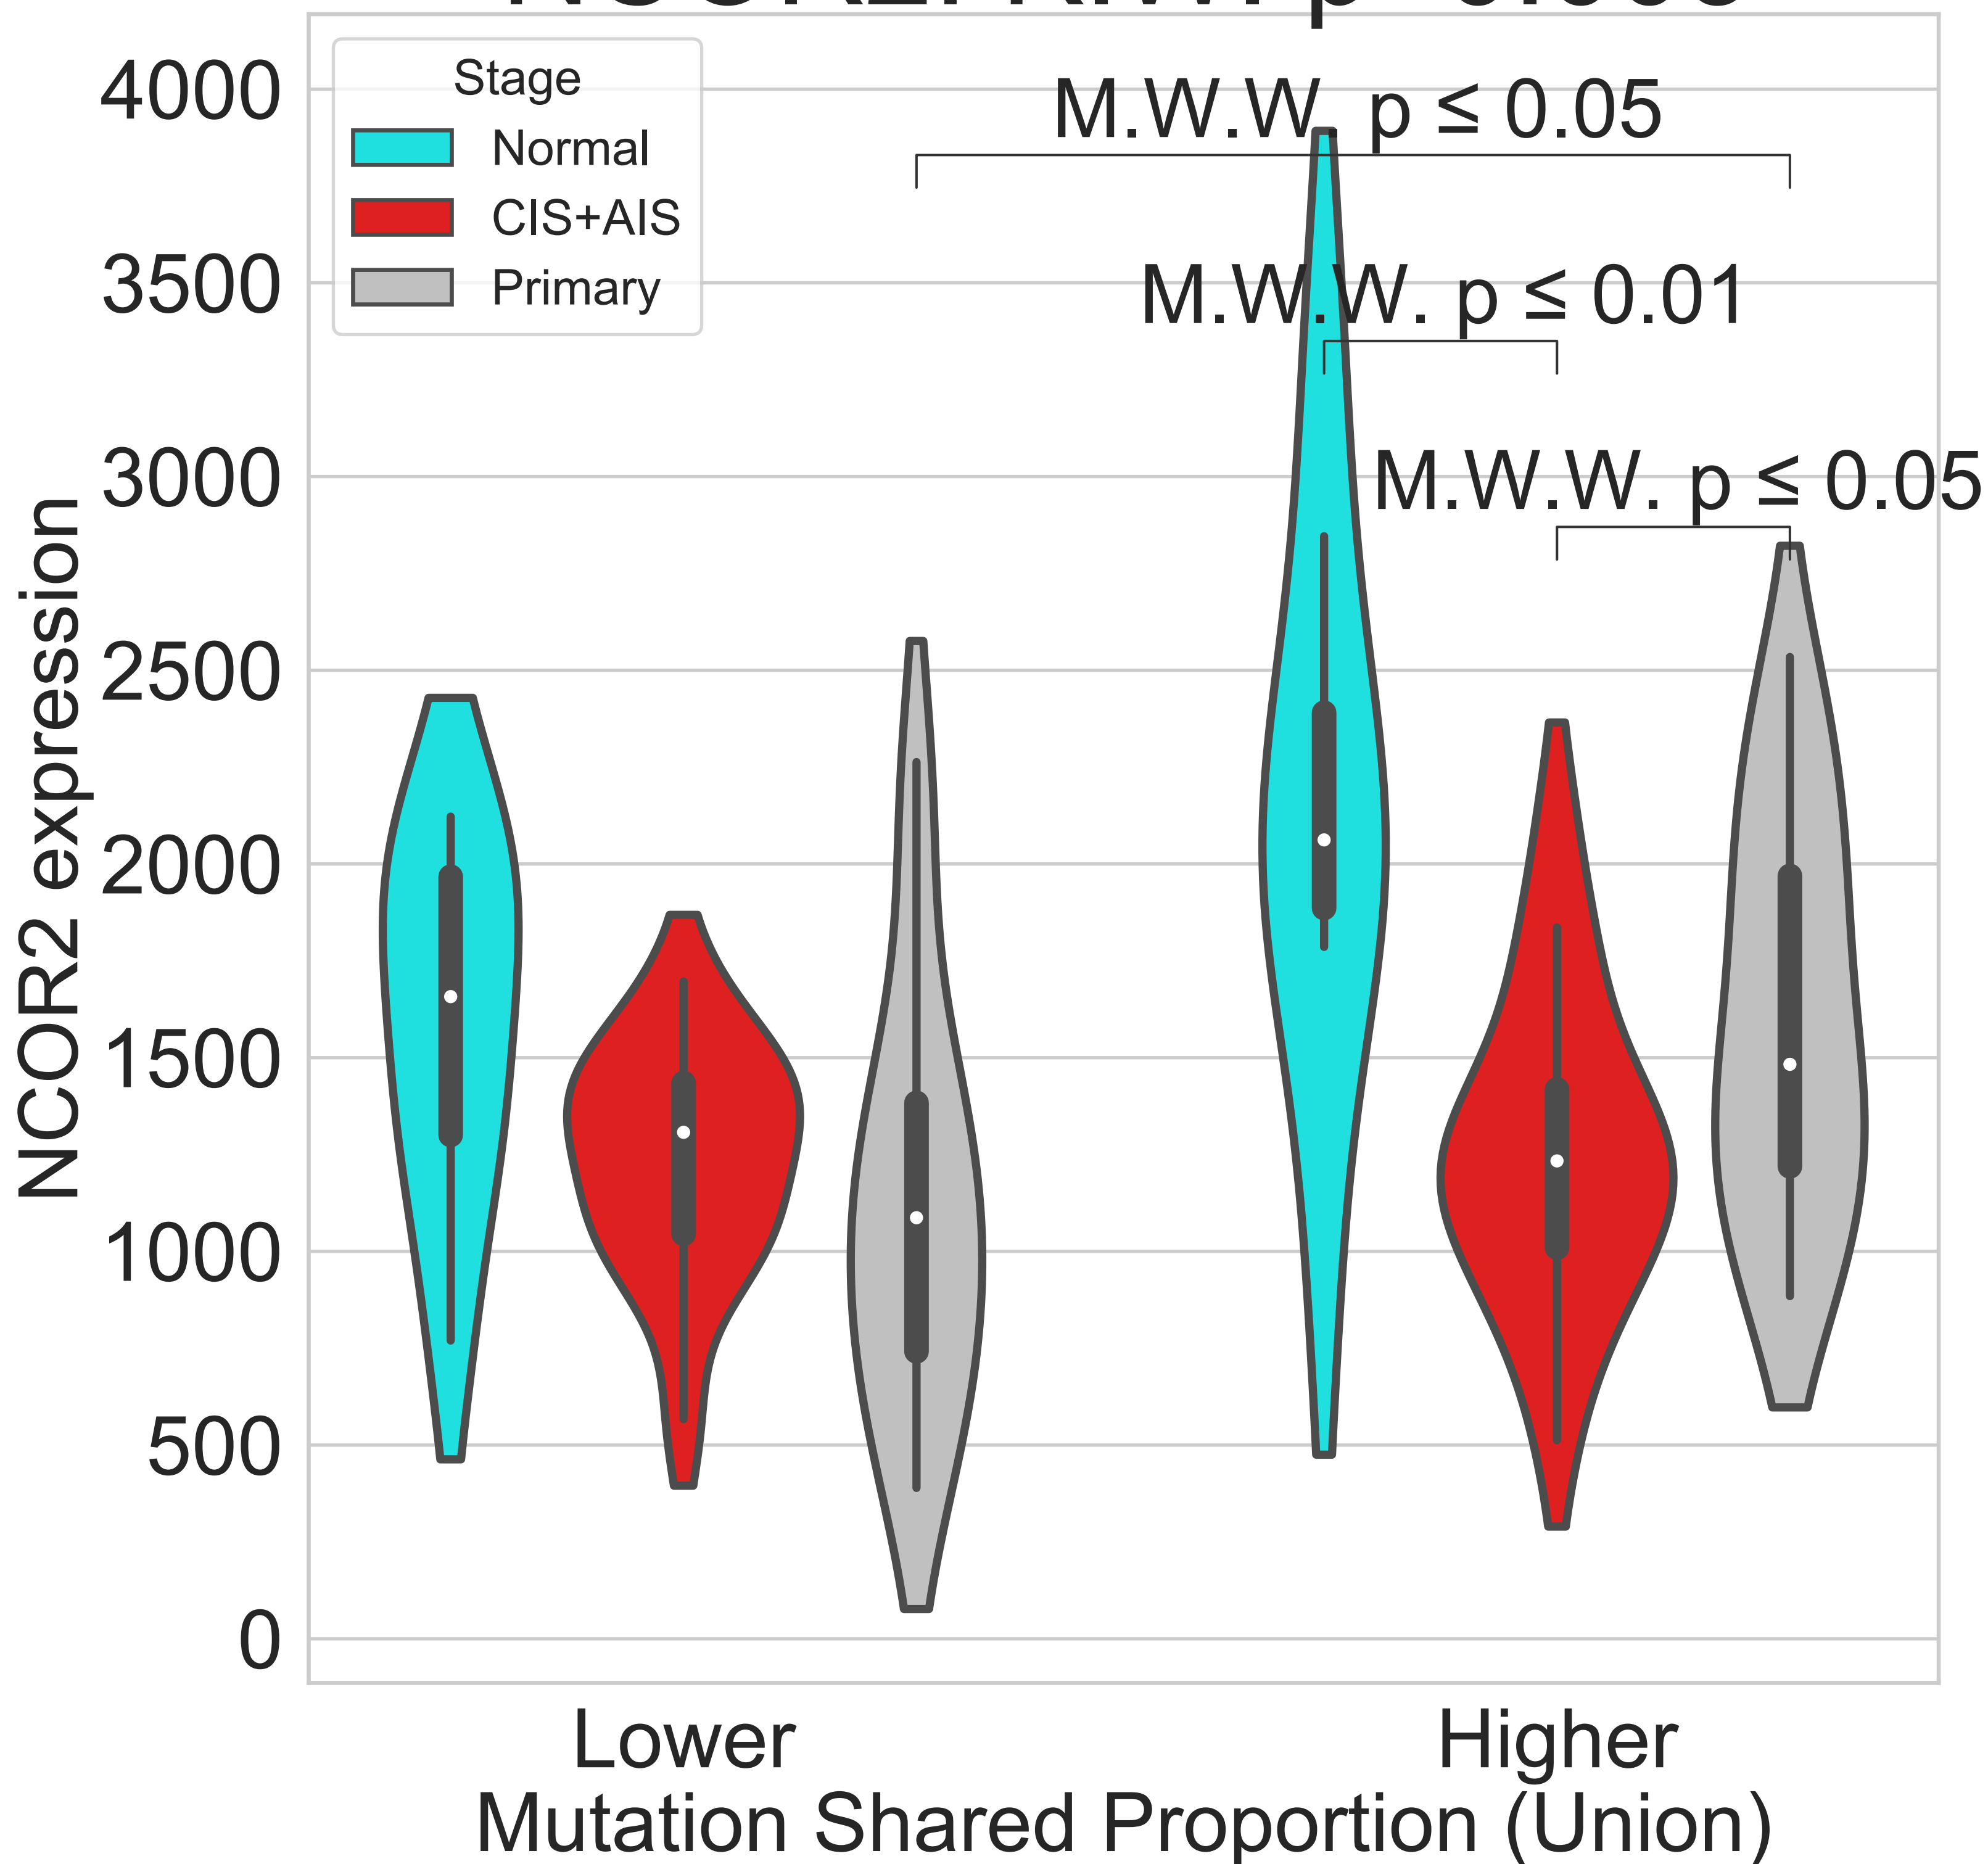 4000
3500
3000
2500
2000
1500
1000
500
0
NCOR2 expression
Stage
Normal
CIS+AIS
Primary
M.W.W. p ≤ 0.05
M.W.W. p ≤ 0.01
M.W.W. p ≤ 0.05
Lower
Higher
Mutation Shared Proportion (Union)